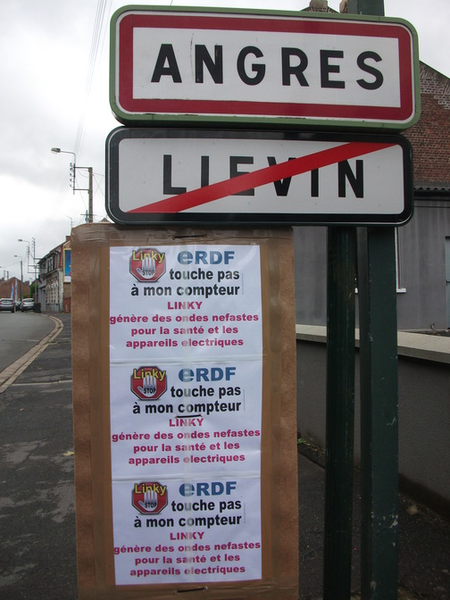 ANGRES
LIEVIN
Linky
STOP
eRDF
touche pas
à mon compteur
LINKY
génère des ondes nefastes
pour la santé et les
appareils electriques
Linky
STOP
eRDF
touche pas
à mon compteur
LINKY
génère des ondes nefastes
pour la santé et les
appareils electriques
Linky
STOP
eRDF
touche pas
à mon compteur
LINKY
génère des ondes nefastes
pour la santé et les
appareils electriques